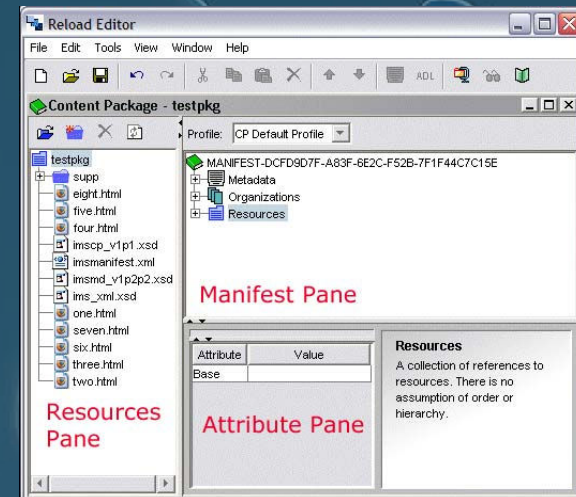 Reload Editor
File Edit Tools View Window Help
ADL
Content Package - testpkg
Profile: CP Default Profile
testpkg
supp
eight.html
five.html
four.html
imscp_v1p1.xsd
imsmanifest.xml
imsmd_v1p2p2.xsd
ims_xml.xsd
one.html
seven.html
six.html
three.html
two.html
Resources
Pane
MANIFEST-DCFD9D7F-A83F-6E2C-F52B-7F1F44C7C15E
Metadata
Organizations
Resources
Manifest Pane
Attribute Value
Base
Attribute Pane
Resources
A collection of references to
resources. There is no
assumption of order or
hierarchy.